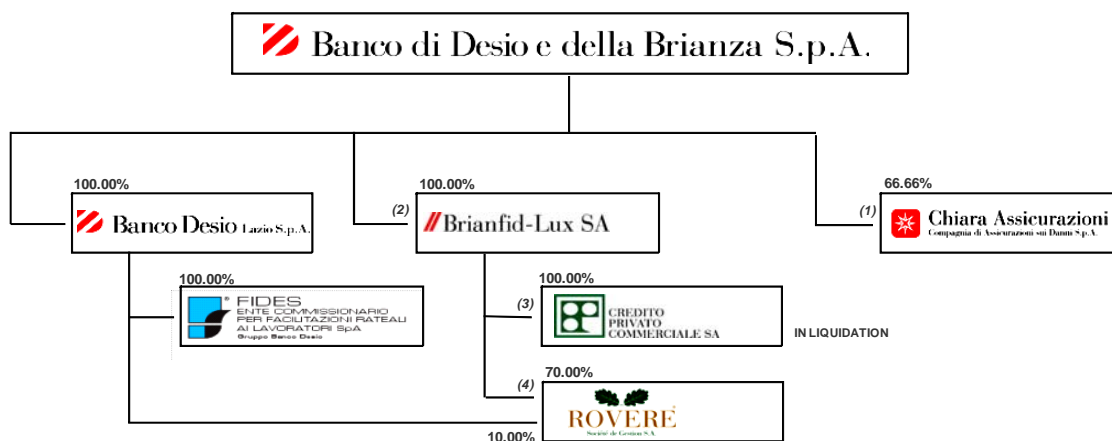 Banco di Desio e della Brianza S.p.A.
100.00%
100.00%
66.66%
Banco Desio Lazio S.p.A.
(2)
Brianfid-Lux SA
(1)
Chiara Assicurazioni
Compagnia di Assicurazioni sui Danni S.p.A.
100.00%
100.00%
FIDES
ENTE COMMISSIONARIO
PER FACILITAZIONI RATEALI
AI LAVORATORI SpA
Gruppo Banco Desio
(3)
CREDITO
PRIVATO
COMMERCIALE SA
IN LIQUIDATION
(4)
70.00%
ROVERE
Société de Gestion S.A.
10.00%